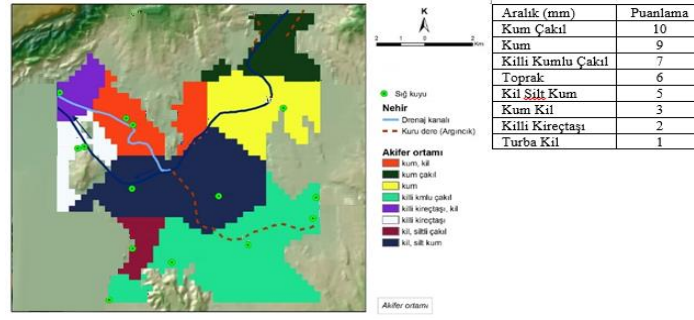 K
2 1 0 2
Km
Sığ kuyu
Nehir
Drenaj kanalı
Kuru dere (Argıncık)
Akifer ortamı
kum, kil
kum çakıl
kum
killi kmlu çakıl
killi kireçtaşı, kil
killi kireçtaşı
kil, siltli çakıl
kil, silt kum
Akifer ortamı
Aralık (mm) Puanlama
Kum Çakıl 10
Kum 9
Killi Kumlu Çakıl 7
Toprak 6
Kil Silt Kum 5
Kum Kil 3
Killi Kireçtaşı 2
Turba Kil 1